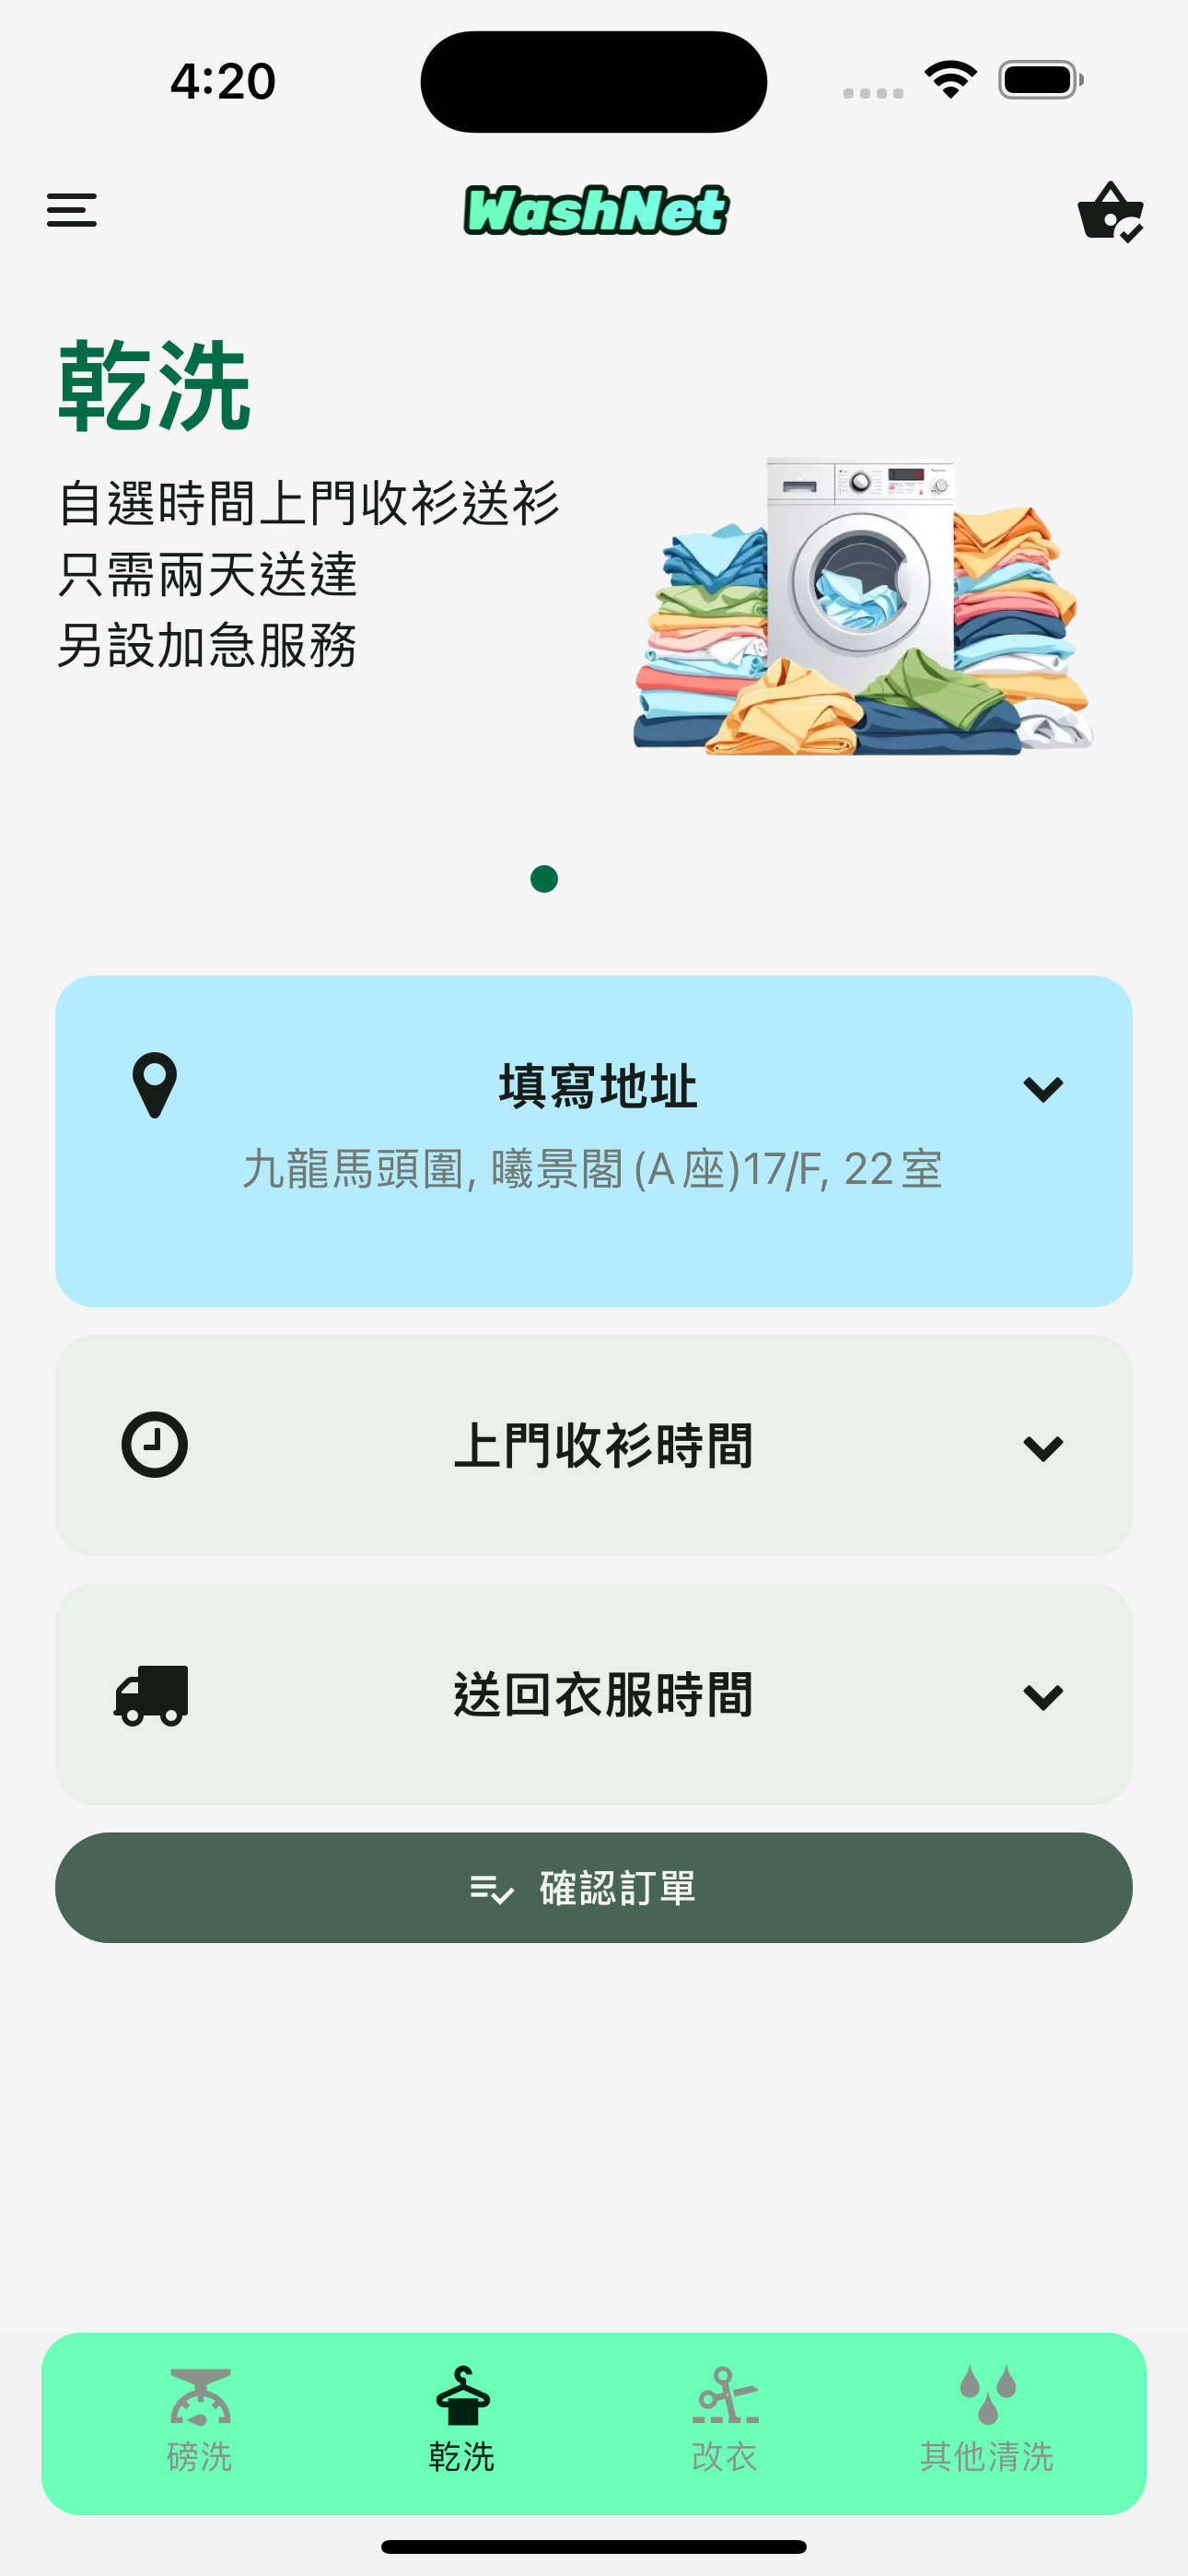 4:20
WashNet
乾洗
自選時間上門收衫送衫
只需兩天送達
另設加急服務
填寫地址
九龍馬頭圍, 曦景閣 (A 座)17/F, 22 室
上門收衫時間
送回衣服時間
確認訂單
磅洗
乾洗
改衣
其他清洗